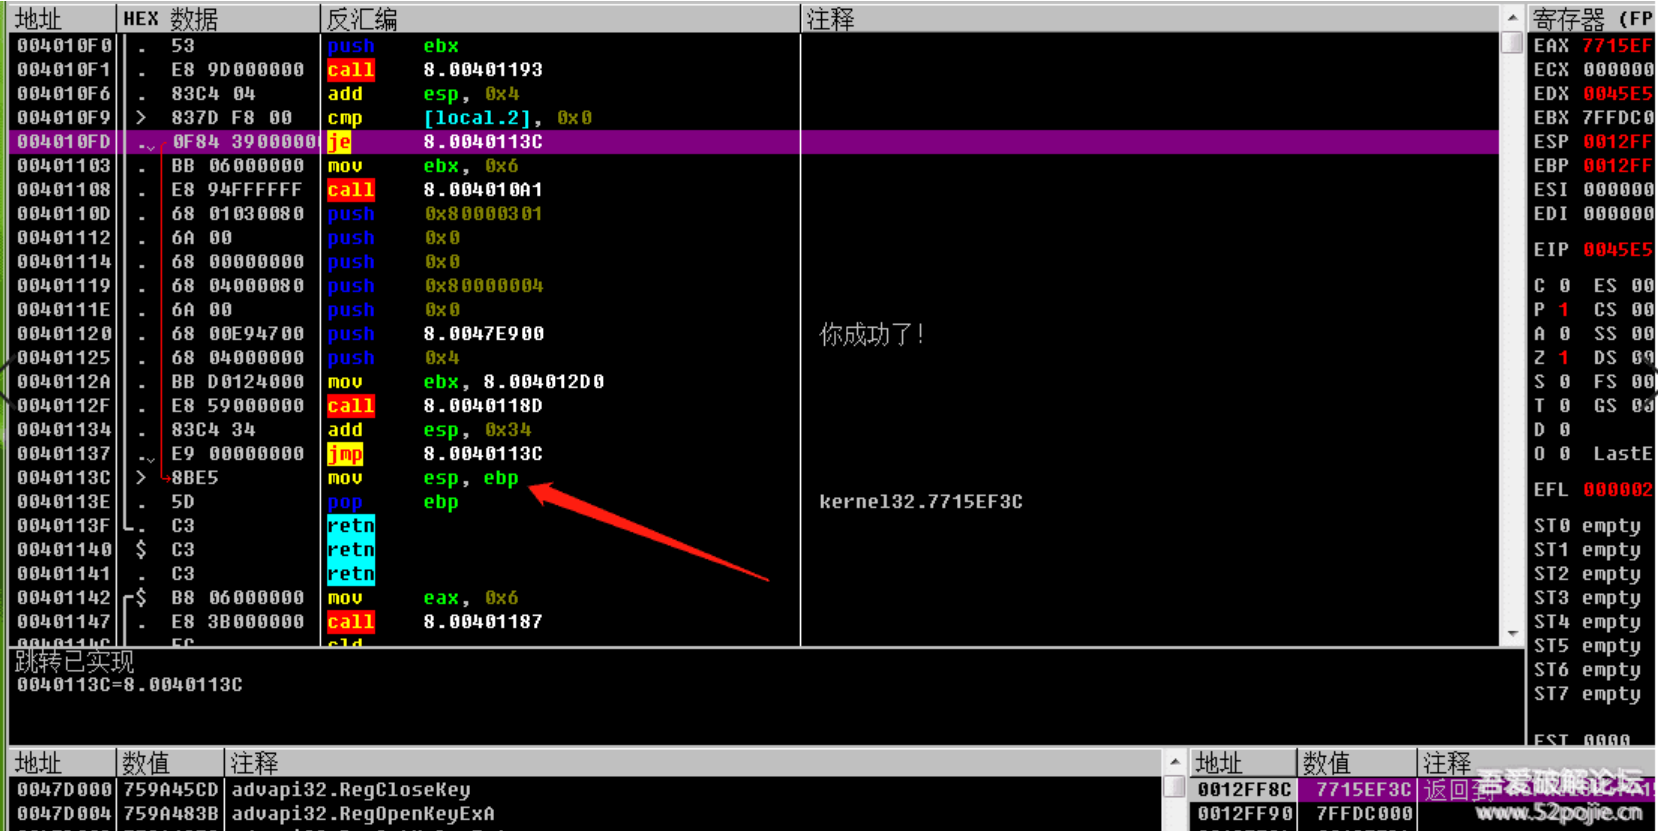 地址 HEX 数据 反汇编 注释 寄存器 (FP
004010F0 . 53 push ebx EAX 7715EF
004010F1 . E8 9D000000 call 8.00401193 ECX 000000
004010F6 . 83C4 04 add esp, 0x4 EDX 0045E5
004010F9 > 837D F8 00 cmp [local.2], 0x0 EBX 7FFDC0
004010FD . 0F84 39000000 je 8.0040113C ESP 0012FF
00401103 . BB 06000000 mov ebx, 0x6 EBP 0012FF
00401108 . E8 94FFFFFF call 8.004010A1 ESI 000000
0040110D . 68 01030080 push 0x80000301 EDI 000000
00401112 . 6A 00 push 0x0
00401114 . 68 00000000 push 0x0 EIP 0045E5
00401119 . 68 04000080 push 0x80000004 C 0 ES 00
0040111E . 6A 00 push 0x0 P 1 CS 00
00401120 . 68 00E94700 push 8.0047E900 你成功了! A 0 SS 00
00401125 . 68 04000000 push 0x4 Z 1 DS 00
0040112A . BB D0124000 mov ebx, 8.004012D0 S 0 FS 00
0040112F . E8 59000000 call 8.0040118D T 0 GS 00
00401134 . 83C4 34 add esp, 0x34 D 0
00401137 . E9 00000000 jmp 8.0040113C O 0 LastE
0040113C > 8BE5 mov esp, ebp EFL 000002
0040113E . 5D pop ebp kernel32.7715EF3C
0040113F . C3 retn ST0 empty
00401140 $ C3 retn ST1 empty
00401141 . C3 retn ST2 empty
00401142 $ B8 06000000 mov eax, 0x6 ST3 empty
00401147 . E8 3B000000 call 8.00401187 ST4 empty
ST5 empty
跳转已实现 ST6 empty
0040113C=8.0040113C ST7 empty
FST 0000
地址 数值 注释 地址 数值 注释
0047D000 759A45CD advapi32.RegCloseKey 0012FF8C 7715EF3C 返回到
0047D004 759A483B advapi32.RegOpenKeyExA 0012FF90 7FFDC000
吾爱破解论坛
www.52pojie.cn